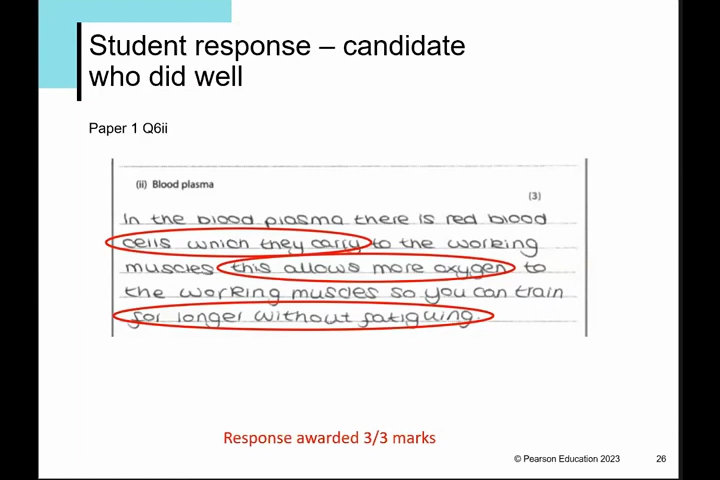 Student response – candidate
who did well
Paper 1 Q6ii
(ii) Blood plasma
(3)
In the blood plasma there is red blood
cells which they carry to the working
muscles this allows more oxygen to
the working muscles so you can train
for longer without fatiguing.
Response awarded 3/3 marks
© Pearson Education 2023
26